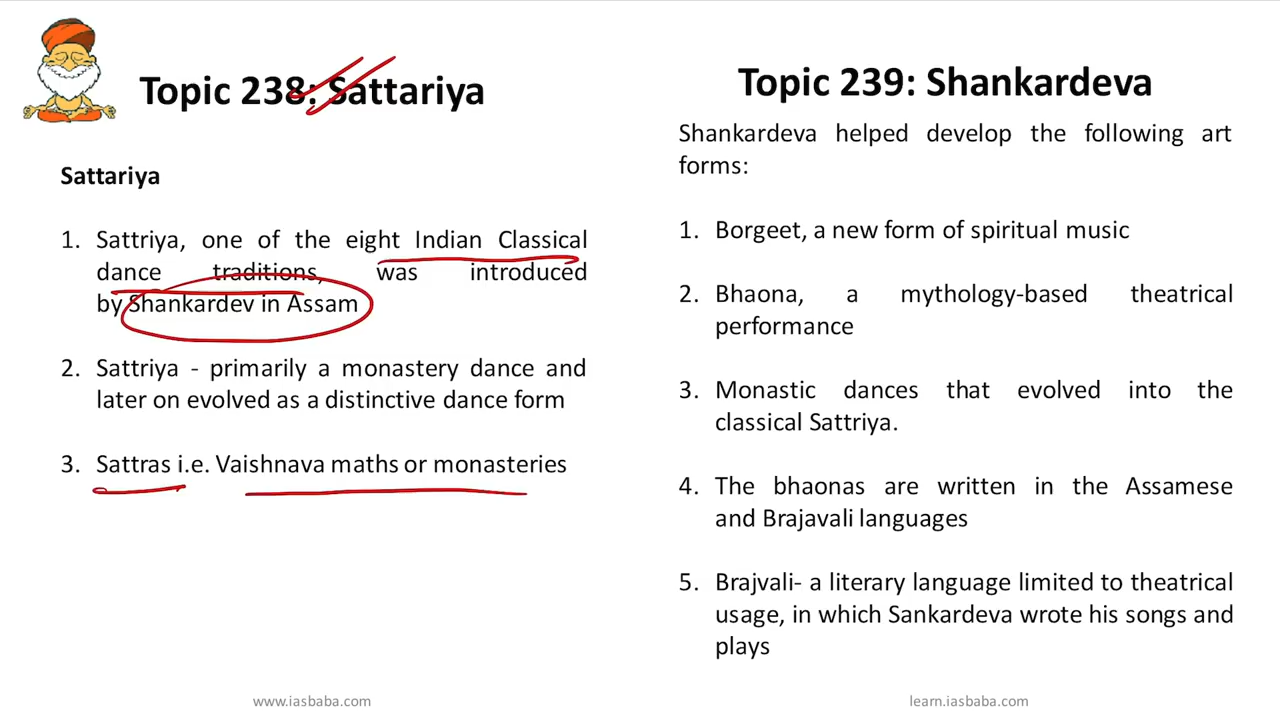 Topic 238: Sattariya
Sattariya
1. Sattriya, one of the eight Indian Classical
dance traditions, was introduced
by Shankardev in Assam
2. Sattriya - primarily a monastery dance and
later on evolved as a distinctive dance form
3. Sattras i.e. Vaishnava maths or monasteries
www.iasbaba.com
Topic 239: Shankardeva
Shankardeva helped develop the following art
forms:
1. Borgeet, a new form of spiritual music
2. Bhaona, a mythology-based theatrical
performance
3. Monastic dances that evolved into the
classical Sattriya.
4. The bhaonas are written in the Assamese
and Brajavali languages
5. Brajvali- a literary language limited to theatrical
usage, in which Sankardeva wrote his songs and
plays
learn.iasbaba.com